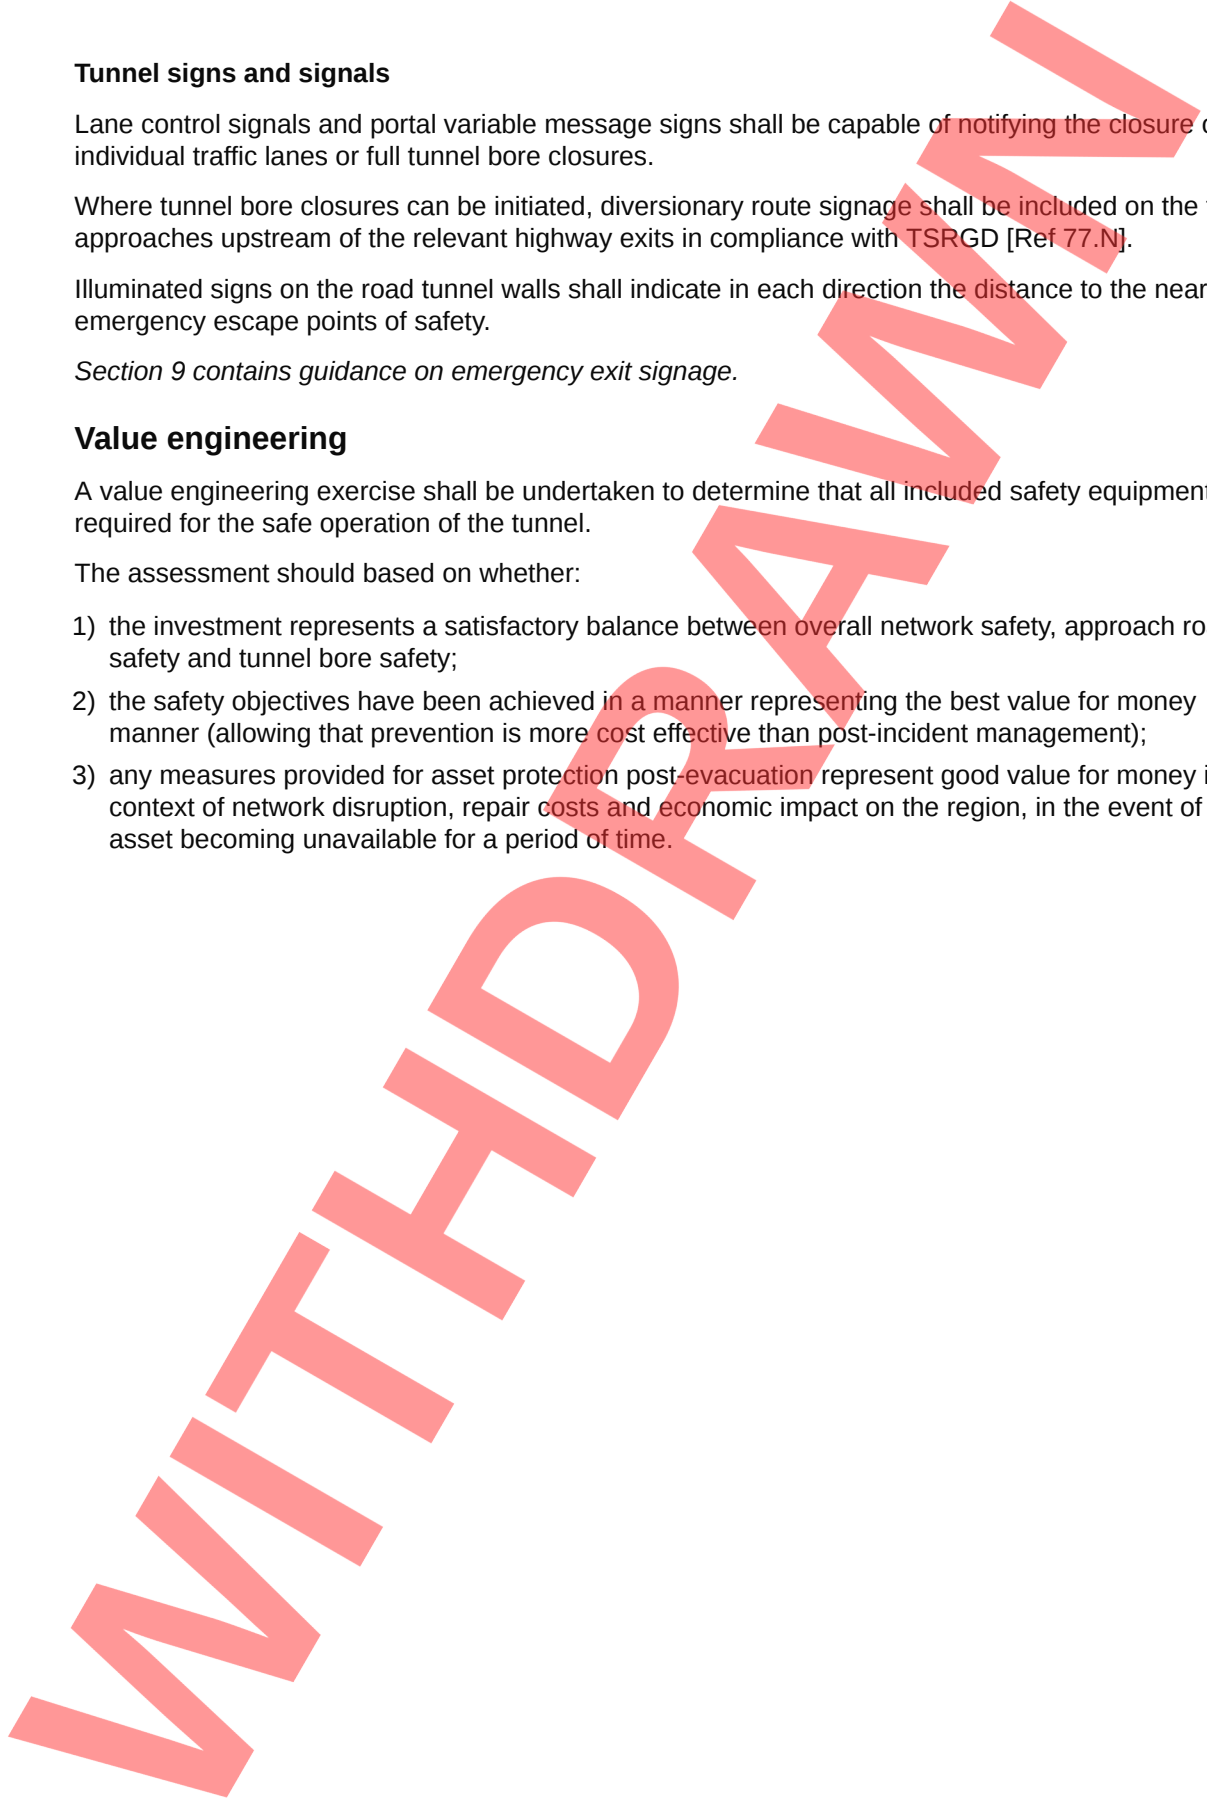 Tunnel signs and signals
Lane control signals and portal variable message signs shall be capable of notifying the closure
individual traffic lanes or full tunnel bore closures.
Where tunnel bore closures can be initiated, diversionary route signage shall be included on the
approaches upstream of the relevant highway exits in compliance with TSRGD [Ref 77.N].
Illuminated signs on the road tunnel walls shall indicate in each direction the distance to the near
emergency escape points of safety.
Section 9 contains guidance on emergency exit signage.
Value engineering
A value engineering exercise shall be undertaken to determine that all included safety equipment
required for the safe operation of the tunnel.
The assessment should based on whether:
1) the investment represents a satisfactory balance between overall network safety, approach ro
safety and tunnel bore safety;
2) the safety objectives have been achieved in a manner representing the best value for money
manner (allowing that prevention is more cost effective than post-incident management);
3) any measures provided for asset protection post-evacuation represent good value for money i
context of network disruption, repair costs and economic impact on the region, in the event of
asset becoming unavailable for a period of time.
WITHDRAWN